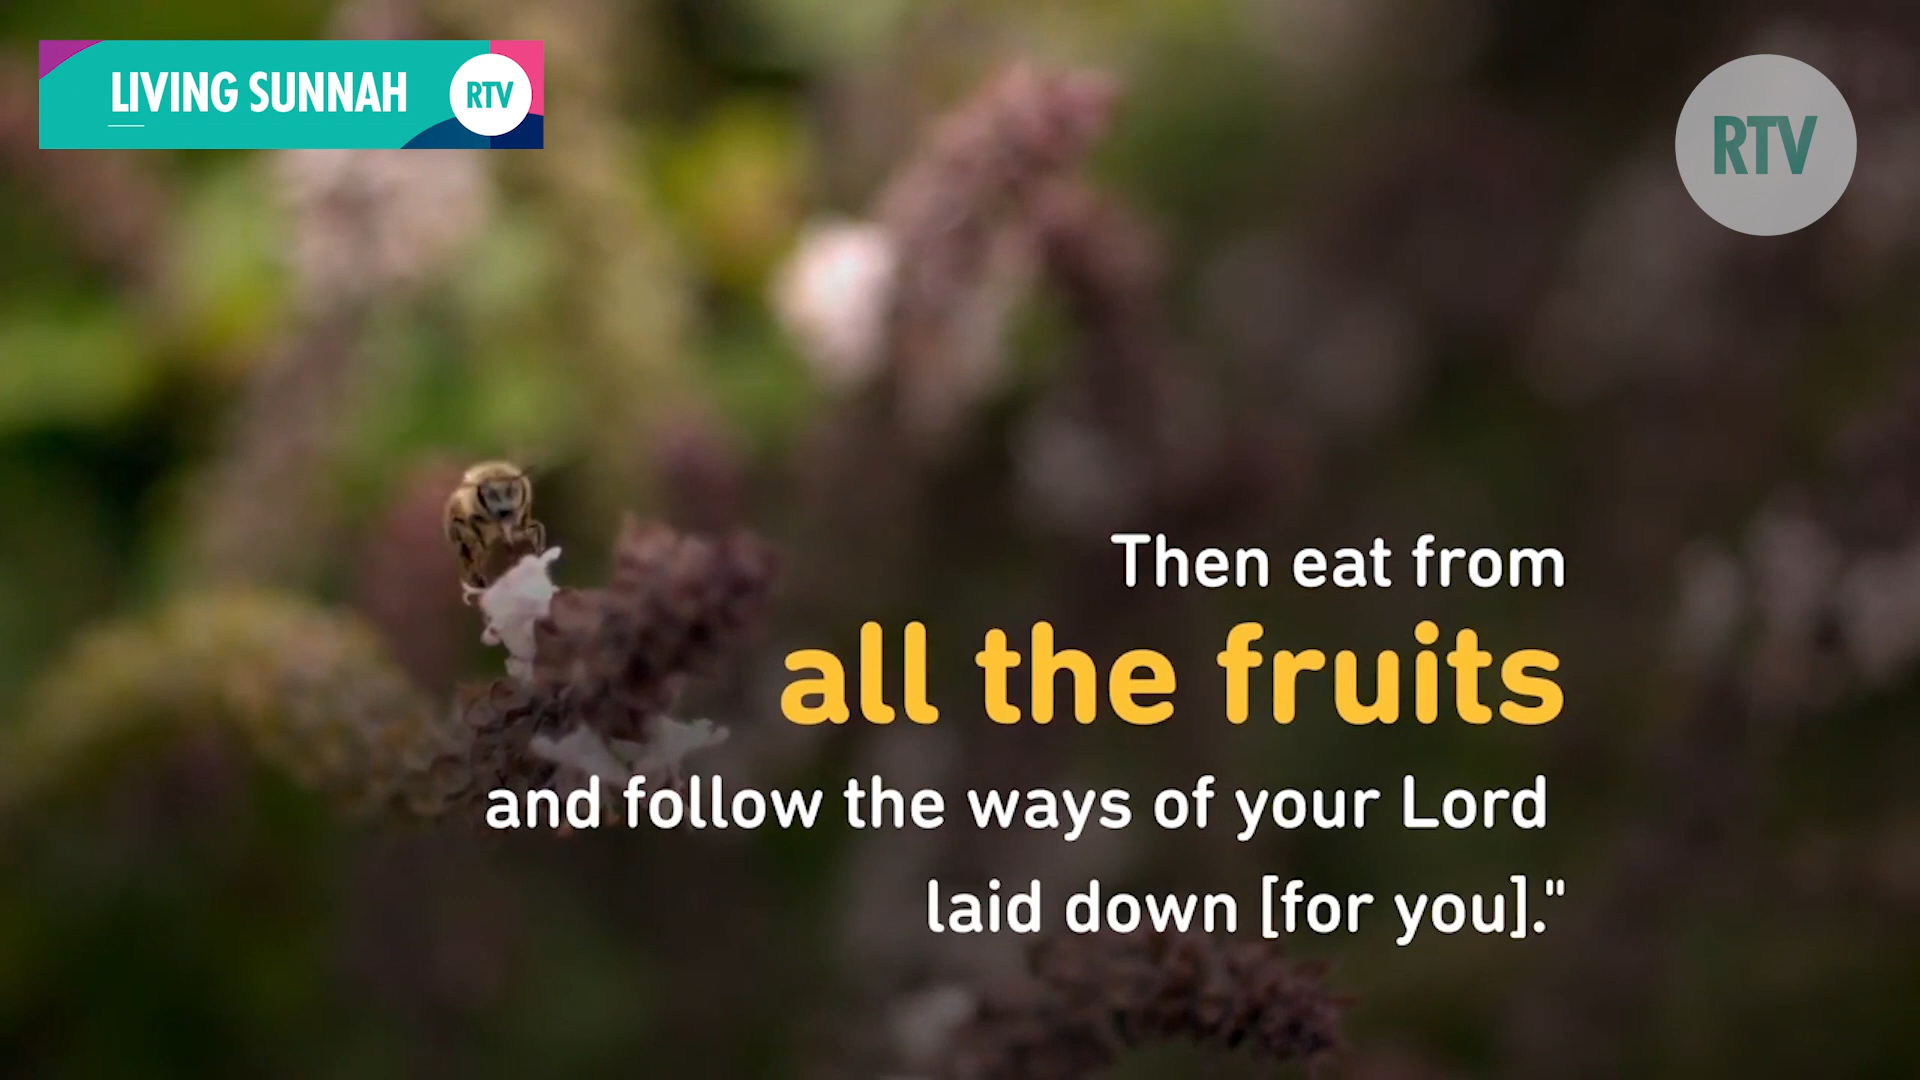 LIVING SUNNAH
RTV
RTV
Then eat from
all the fruits
and follow the ways of your Lord
laid down [for you]."